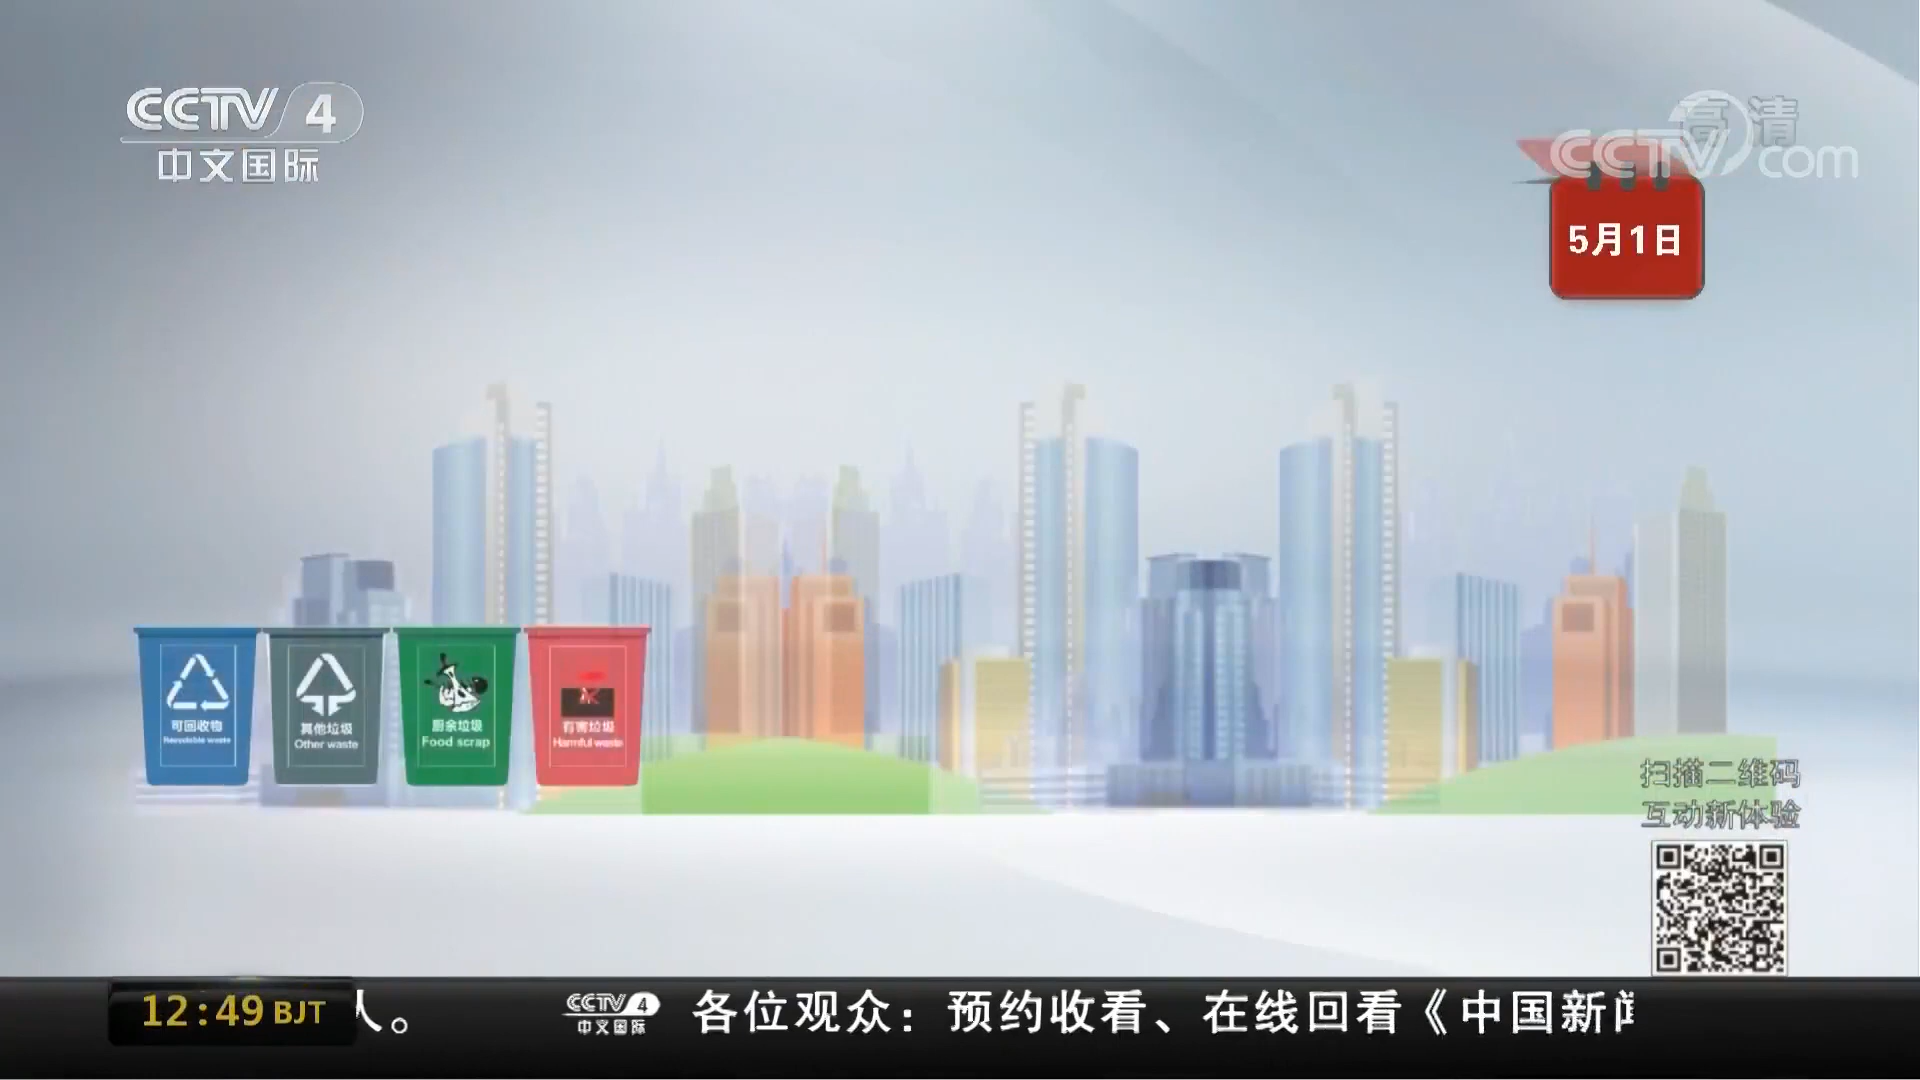 CCTV 4
中文国际
高清
CCTV.com
5月1日
可回收物
Recyclable waste
其他垃圾
Other waste
厨余垃圾
Food scrap
有害垃圾
Harmful waste
扫描二维码
互动新体验
12:49 BJT
人。
CCTV 4
中文国际
各位观众：预约收看、在线回看《中国新闻